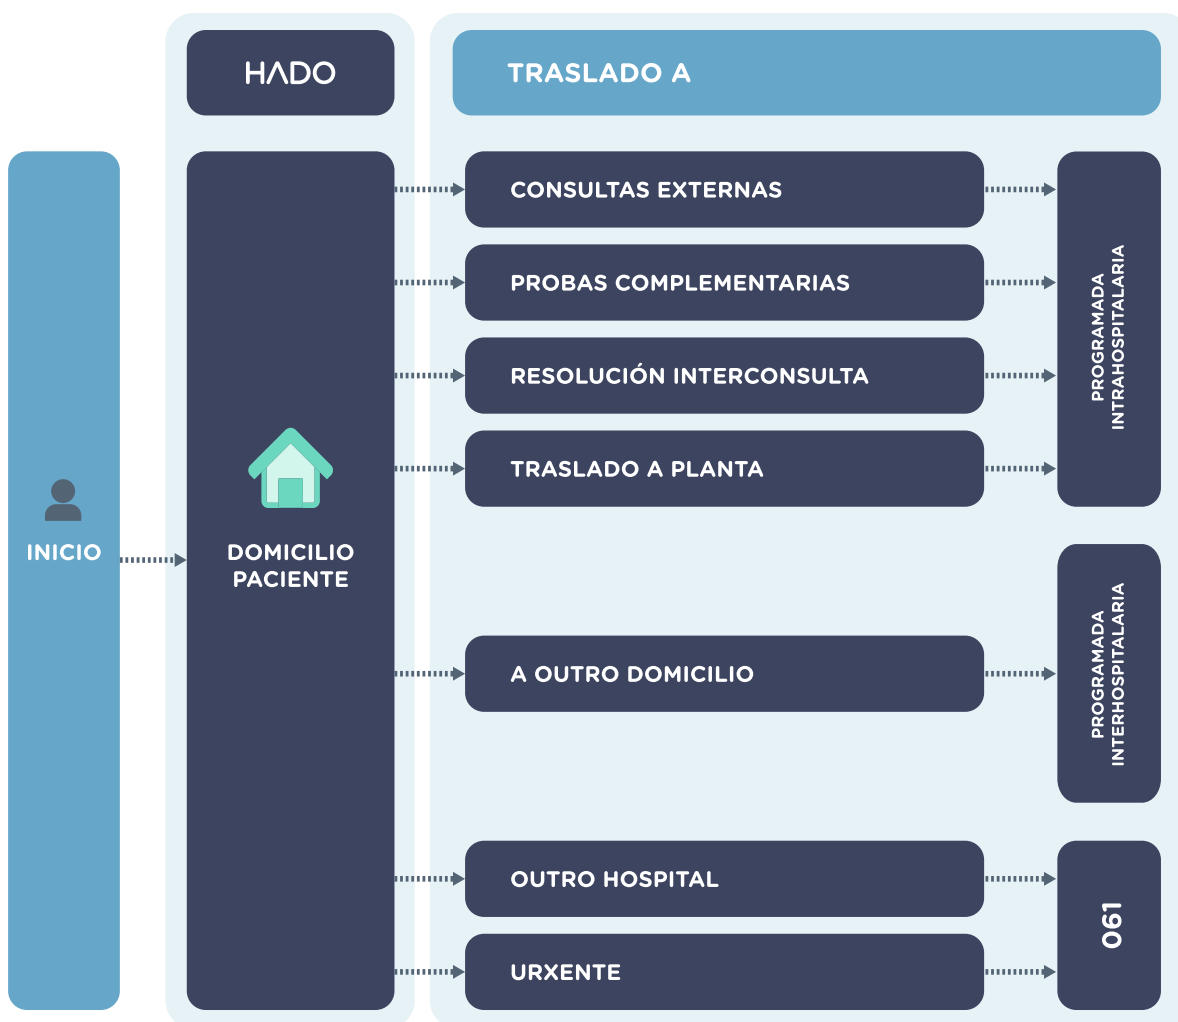 HADO
TRASLADO A
INICIO
DOMICILIO
PACIENTE
CONSULTAS EXTERNAS
PROBAS COMPLEMENTARIAS
RESOLUCIÓN INTERCONSULTA
TRASLADO A PLANTA
PROGRAMADA
INTRAHOSPITALARIA
A OUTRO DOMICILIO
PROGRAMADA
INTERHOSPITALARIA
OUTRO HOSPITAL
URXENTE
061